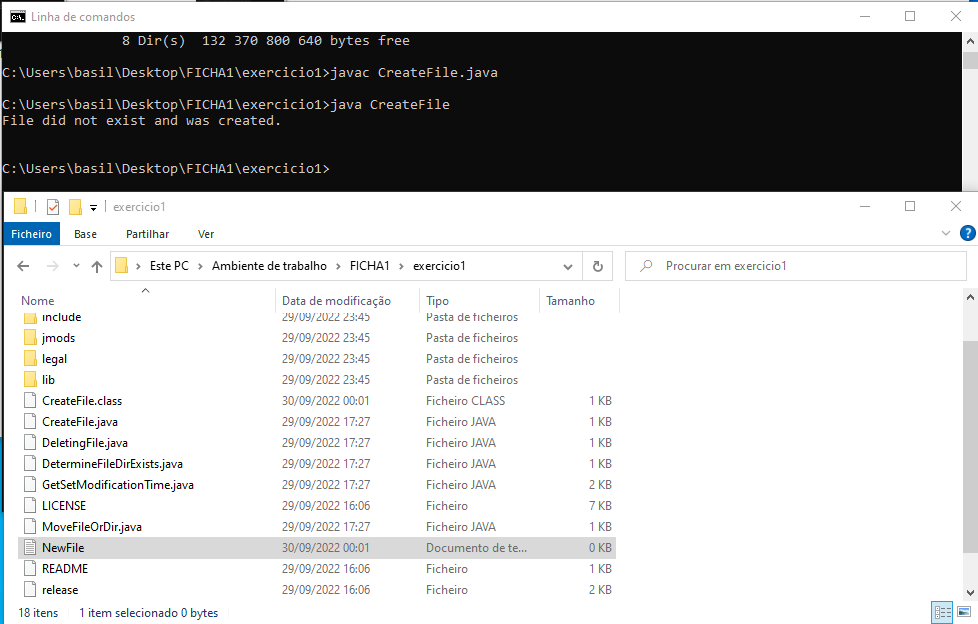 Linha de comandos
8 Dir(s)  132 370 800 640 bytes free
C:\Users\basil\Desktop\FICHA1\exercicio1>javac CreateFile.java
C:\Users\basil\Desktop\FICHA1\exercicio1>java CreateFile
File did not exist and was created.
C:\Users\basil\Desktop\FICHA1\exercicio1>
exercicio1
Ficheiro Base Partilhar Ver
Este PC > Ambiente de trabalho > FICHA1 > exercicio1 Procurar em exercicio1
Nome Data de modificação Tipo Tamanho
include 29/09/2022 23:45 Pasta de ficheiros
jmods 29/09/2022 23:45 Pasta de ficheiros
legal 29/09/2022 23:45 Pasta de ficheiros
lib 29/09/2022 23:45 Pasta de ficheiros
CreateFile.class 30/09/2022 00:01 Ficheiro CLASS 1 KB
CreateFile.java 29/09/2022 17:27 Ficheiro JAVA 1 KB
DeletingFile.java 29/09/2022 17:27 Ficheiro JAVA 1 KB
DetermineFileDirExists.java 29/09/2022 17:27 Ficheiro JAVA 1 KB
GetSetModificationTime.java 29/09/2022 17:27 Ficheiro JAVA 2 KB
LICENSE 29/09/2022 16:06 Ficheiro 7 KB
MoveFileOrDir.java 29/09/2022 17:27 Ficheiro JAVA 1 KB
NewFile 30/09/2022 00:01 Documento de te... 0 KB
README 29/09/2022 16:06 Ficheiro 1 KB
release 29/09/2022 16:06 Ficheiro 2 KB
18 itens 1 item selecionado 0 bytes